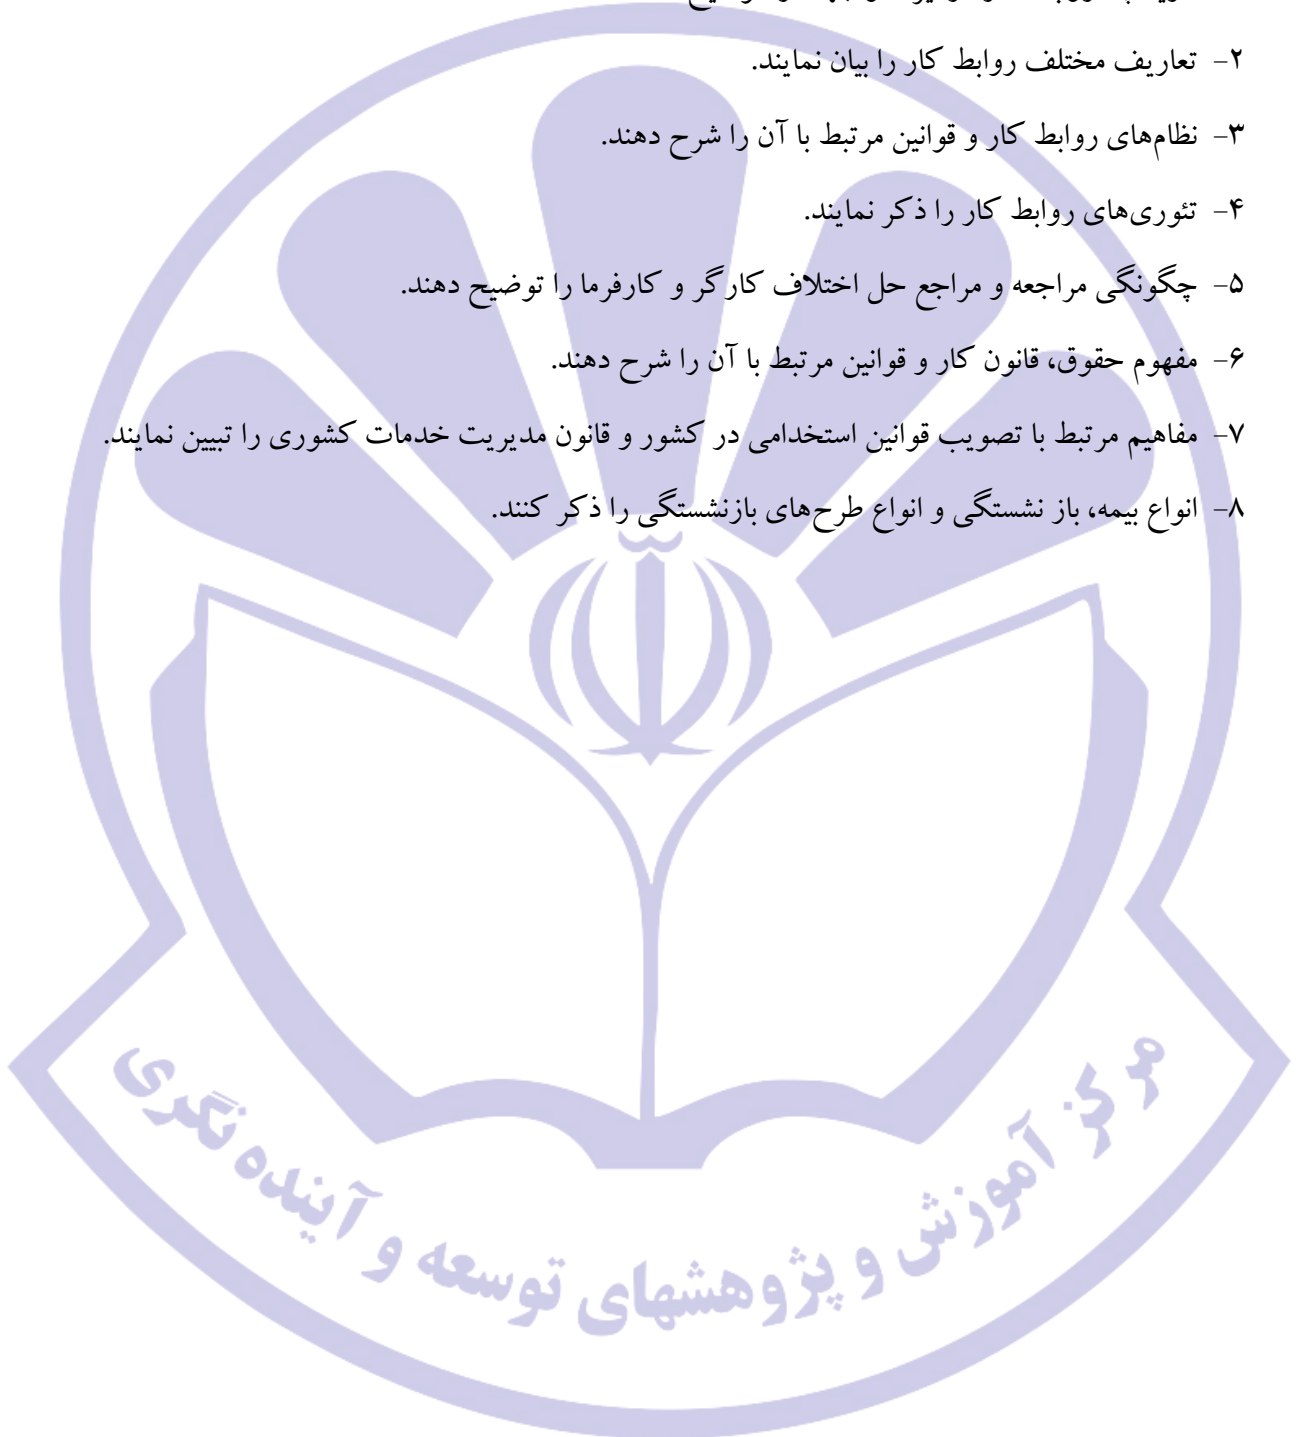 ۲- تعاریف مختلف روابط کار را بیان نمایند.
۳- نظام‌های روابط کار و قوانین مرتبط با آن را شرح دهند.
۴- تئوری‌های روابط کار را ذکر نمایند.
۵- چگونگی مراجعه و مراجع حل اختلاف کارگر و کارفرما را توضیح دهند.
۶- مفهوم حقوق، قانون کار و قوانین مرتبط با آن را شرح دهند.
۷- مفاهیم مرتبط با تصویب قوانین استخدامی در کشور و قانون مدیریت خدمات کشوری را تبیین نمایند.
۸- انواع بیمه، باز نشستگی و انواع طرح‌های بازنشستگی را ذکر کنند.
مرکز آموزش و پژوهشهای توسعه و آینده نگری